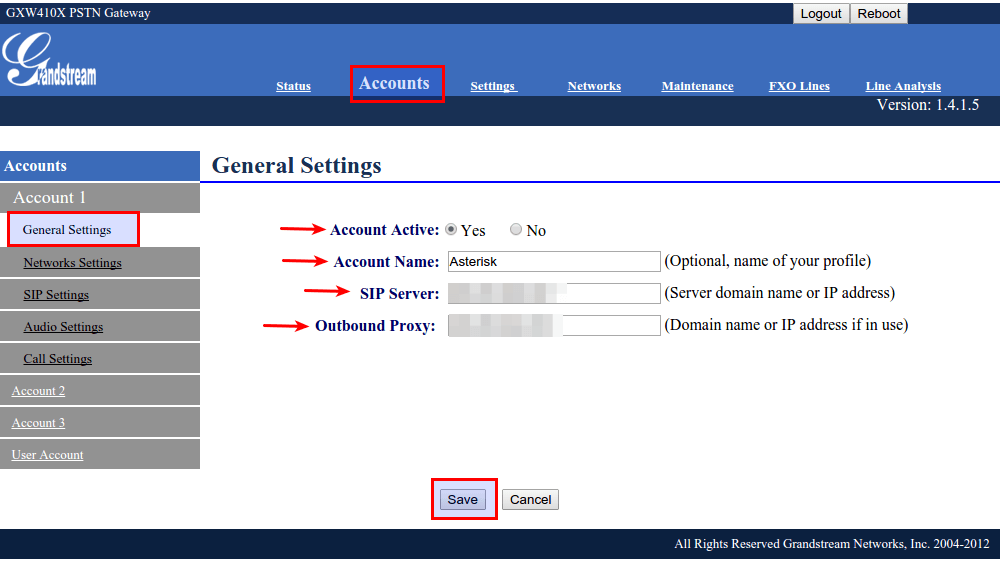 GXW410X PSTN Gateway Logout Reboot
Grandstream
Status Accounts Settings Networks Maintenance FXO Lines Line Analysis
Version: 1.4.1.5
Accounts
General Settings
Account 1
General Settings
Account Active: Yes No
Networks Settings
Account Name: Asterisk (Optional, name of your profile)
SIP Settings
SIP Server: (Server domain name or IP address)
Audio Settings
Outbound Proxy: (Domain name or IP address if in use)
Call Settings
Account 2
Account 3
User Account
Save Cancel
All Rights Reserved Grandstream Networks, Inc. 2004-2012